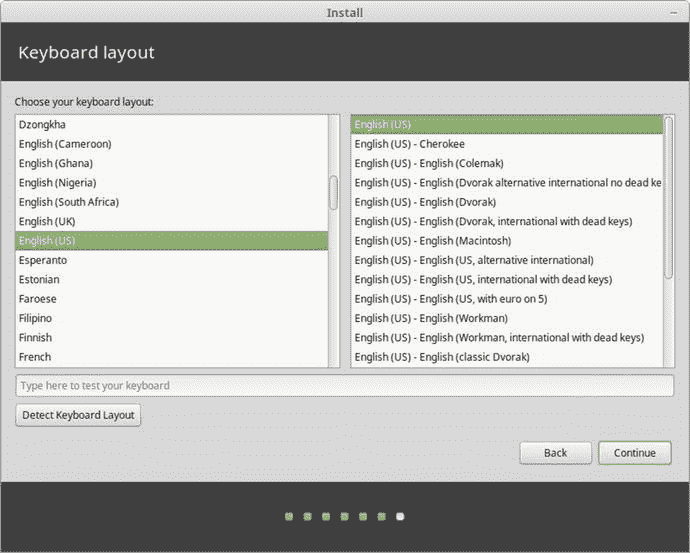 Install
Keyboard layout
Choose your keyboard layout:
Dzongkha
English (Cameroon)
English (Ghana)
English (Nigeria)
English (South Africa)
English (UK)
English (US)
Esperanto
Estonian
Faroese
Filipino
Finnish
French
English (US)
English (US) - Cherokee
English (US) - English (Colemak)
English (US) - English (Dvorak alternative international no dead ke
English (US) - English (Dvorak)
English (US) - English (Dvorak, international with dead keys)
English (US) - English (Macintosh)
English (US) - English (US, alternative international)
English (US) - English (US, international with dead keys)
English (US) - English (US, with euro on 5)
English (US) - English (Workman)
English (US) - English (Workman, international with dead keys)
English (US) - English (classic Dvorak)
Type here to test your keyboard
Detect Keyboard Layout
Back
Continue